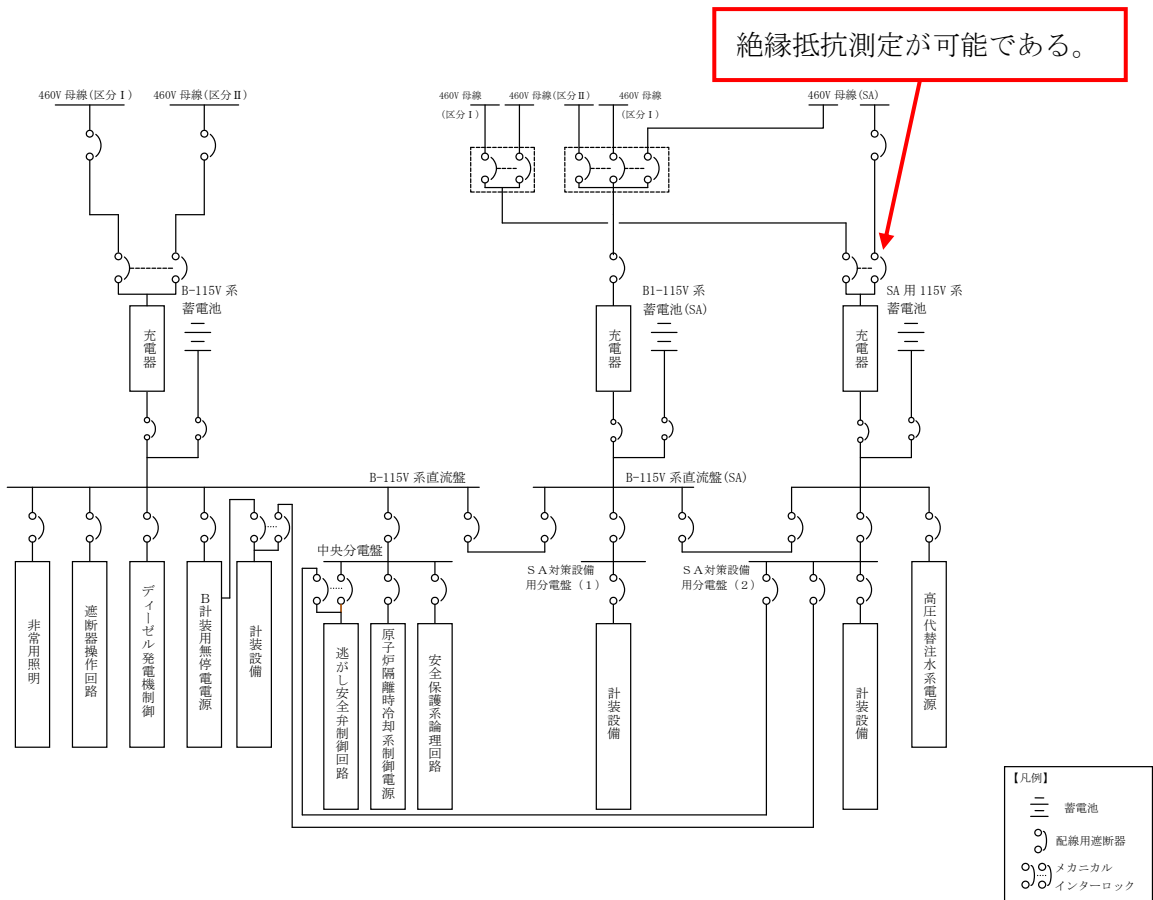 絶縁抵抗測定が可能である。
460V 母線(区分Ⅰ)
460V 母線(区分Ⅱ)
460V 母線
(区分Ⅰ)
460V 母線(区分Ⅱ)
460V 母線
(区分Ⅰ)
460V 母線(SA)
B-115V 系
蓄電池
B1-115V 系
蓄電池(SA)
SA 用 115V 系
蓄電池
充電器
充電器
充電器
B-115V 系直流盤
B-115V 系直流盤(SA)
中央分電盤
ＳＡ対策設備
用分電盤（1）
ＳＡ対策設備
用分電盤（2）
非常用照明
遮断器操作回路
ディーゼル発電機制御
Ｂ計装用無停電電源
計装設備
逃がし安全弁制御回路
原子炉隔離時冷却系制御電源
安全保護系論理回路
計装設備
計装設備
高圧代替注水系電源
【凡例】
蓄電池
配線用遮断器
メカニカル
インターロック